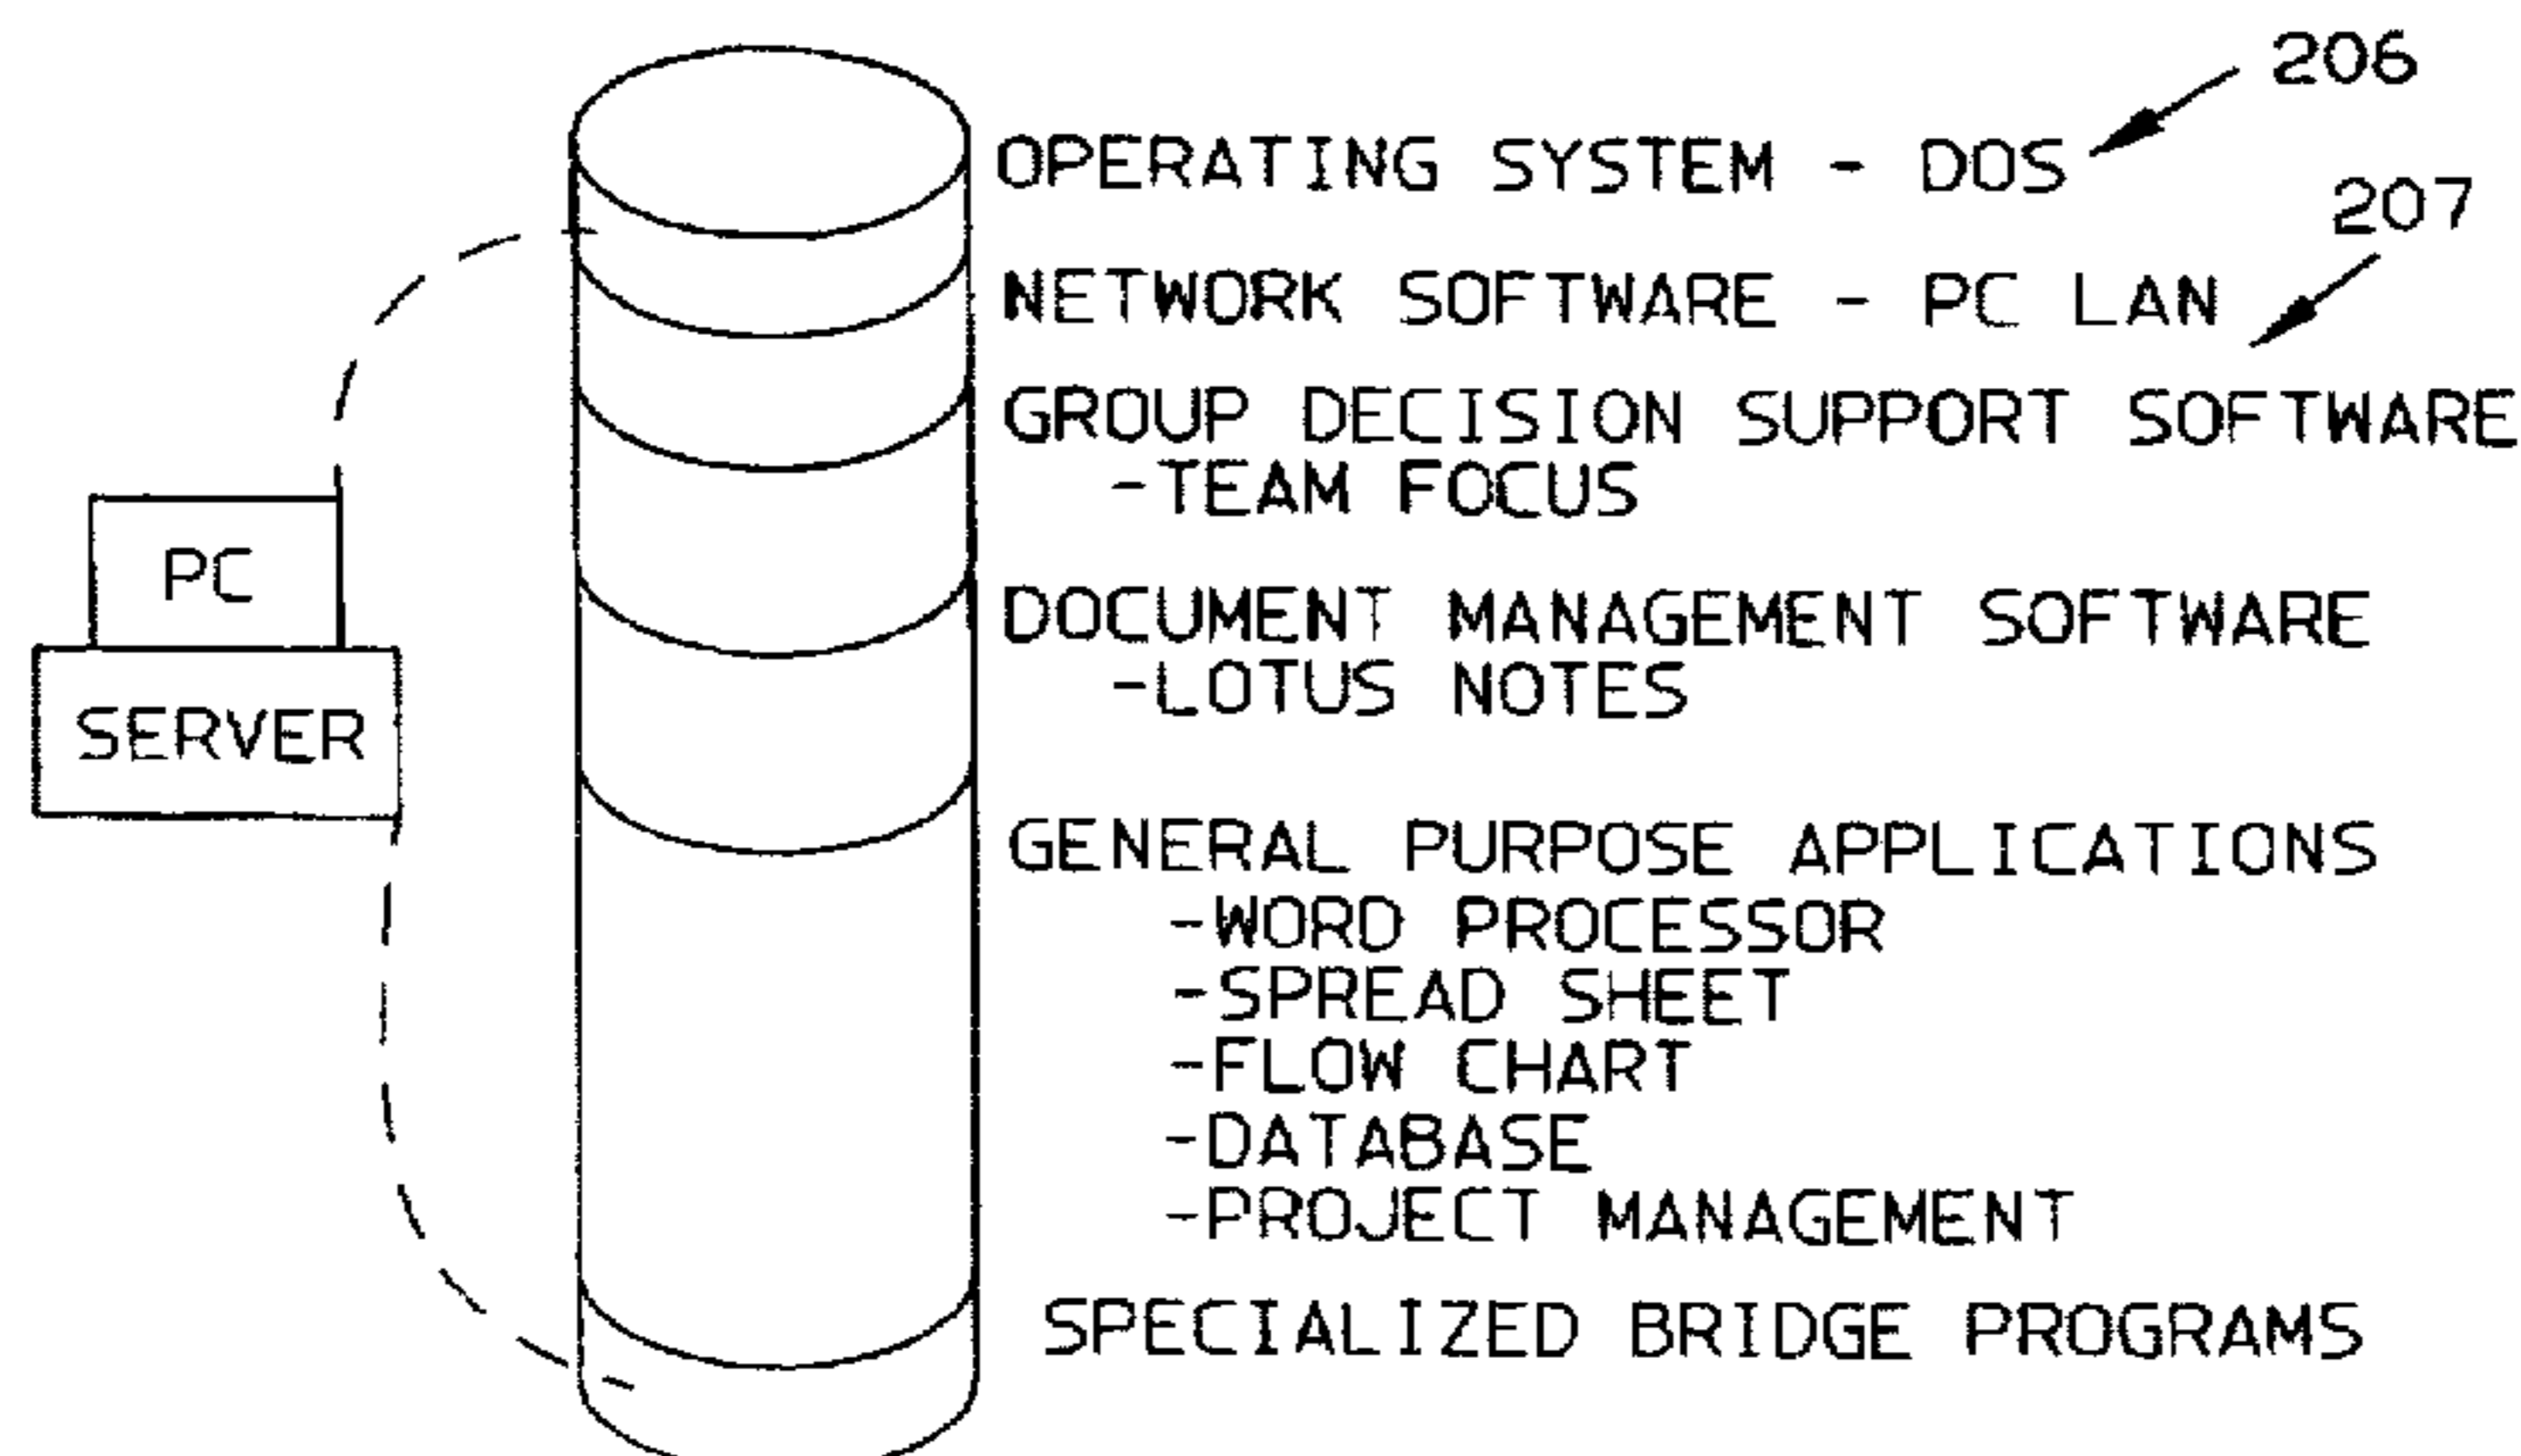 206
OPERATING SYSTEM - DOS
207
NETWORK SOFTWARE - PC LAN
GROUP DECISION SUPPORT SOFTWARE
-TEAM FOCUS
PC
DOCUMENT MANAGEMENT SOFTWARE
-LOTUS NOTES
SERVER
GENERAL PURPOSE APPLICATIONS
-WORD PROCESSOR
-SPREAD SHEET
-FLOW CHART
-DATABASE
-PROJECT MANAGEMENT
SPECIALIZED BRIDGE PROGRAMS